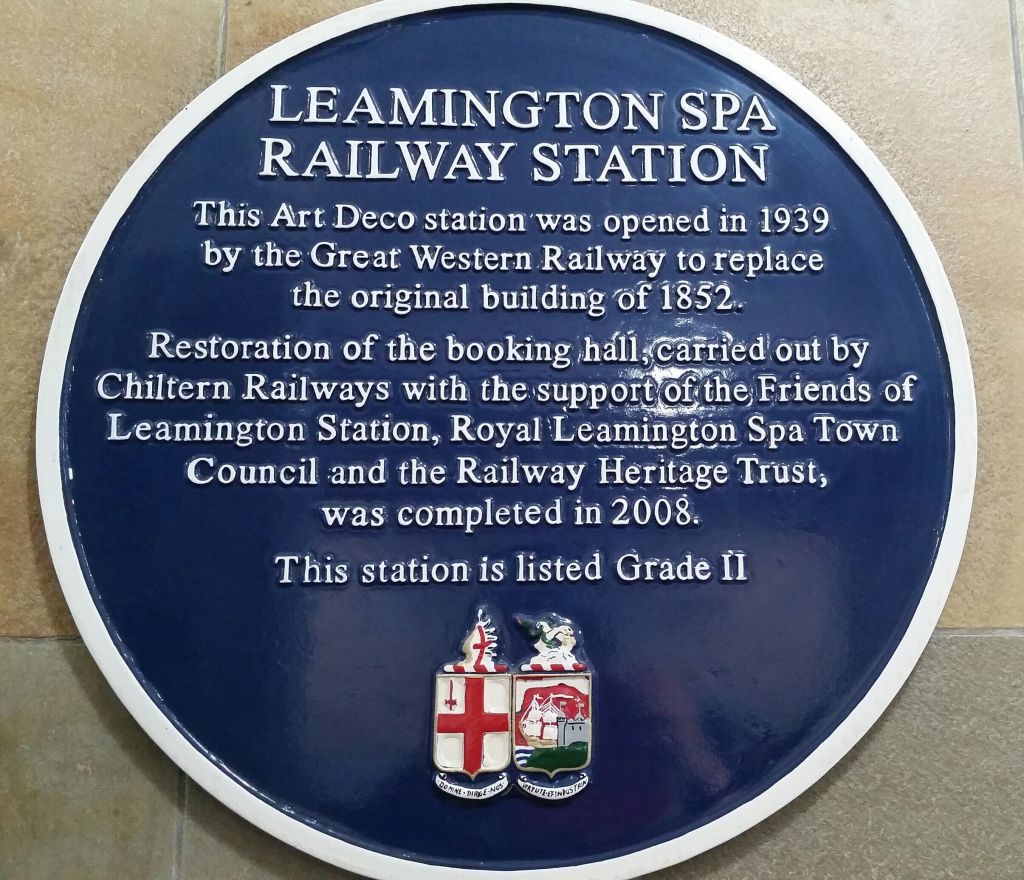 LEAMINGTON SPA
RAILWAY STATION
This Art Deco station was opened in 1939
by the Great Western Railway to replace
the original building of 1852.
Restoration of the booking hall, carried out by
Chiltern Railways with the support of the Friends of
Leamington Station, Royal Leamington Spa Town
Council and the Railway Heritage Trust,
was completed in 2008.
This station is listed Grade II
DOMINE·DIRIGE·NOS